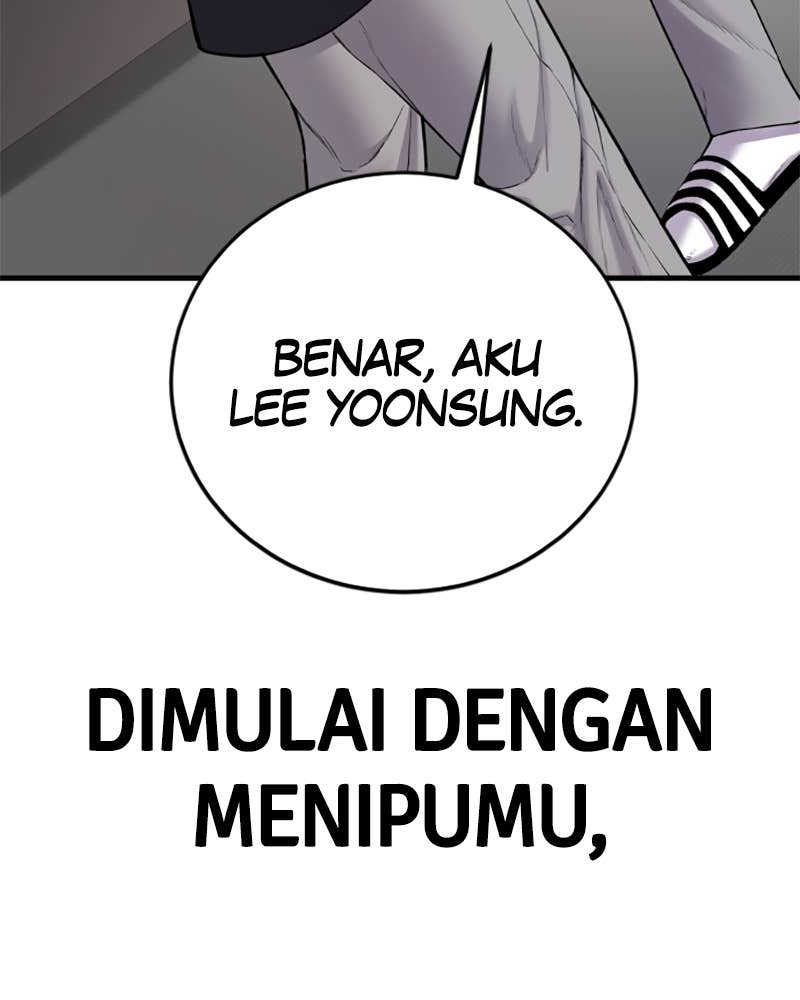 BENAR, AKU
LEE YOONSUNG.
DIMULAI DENGAN
MENIPUMU,